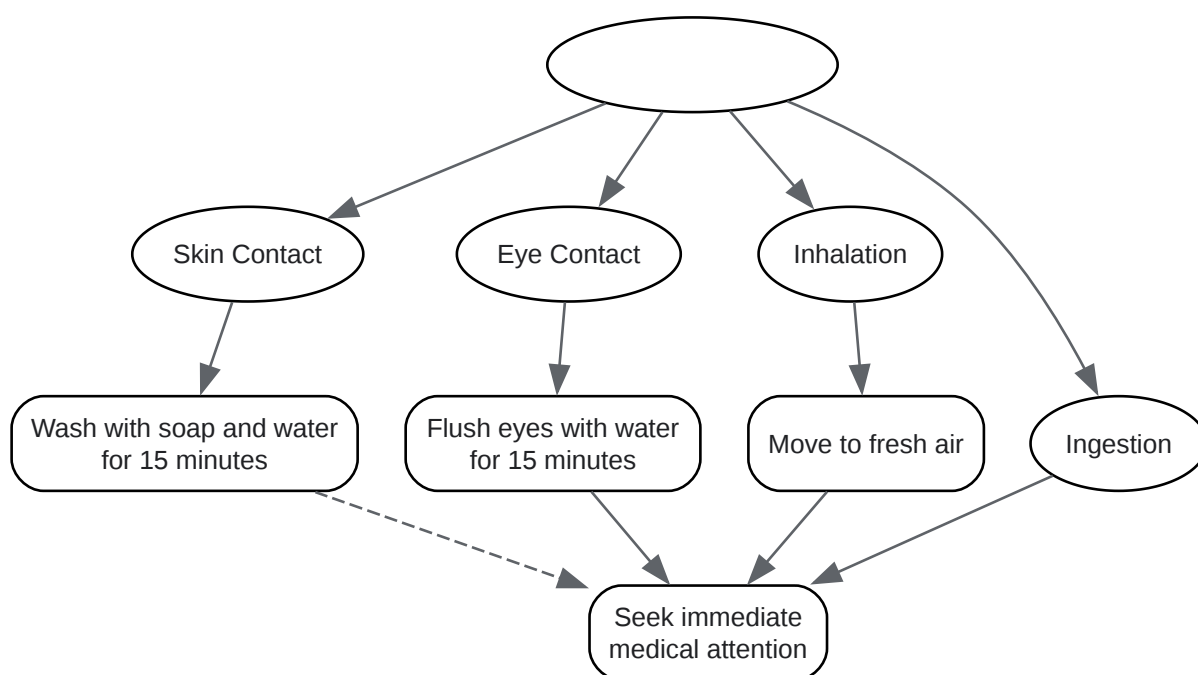 Skin Contact
Eye Contact
Inhalation
Wash with soap and water
for 15 minutes
Flush eyes with water
for 15 minutes
Move to fresh air
Ingestion
Seek immediate
medical attention